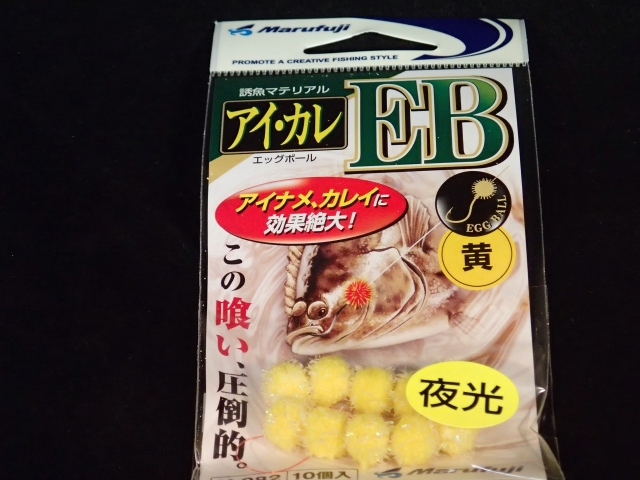 Marufuji
PROMOTE A CREATIVE FISHING STYLE
誘魚マテリアル
アイ・カレ
EB
エッグボール
アイナメ、カレイに
効果絶大!
EGG BALL
黄
この喰い、圧倒的。
夜光
10個入
Marufuji